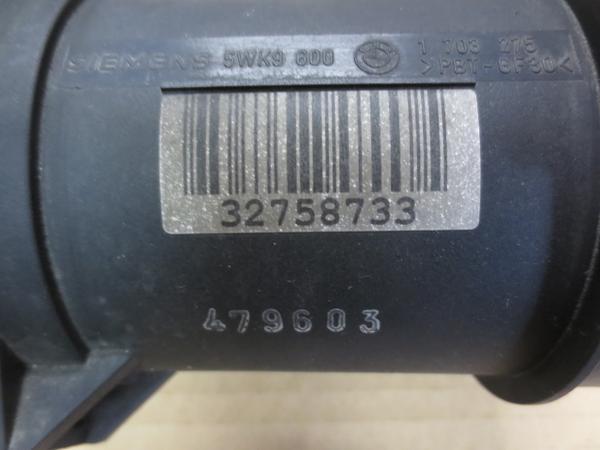 SIEMENS 5WK9 600 1 703 275
>PBT-GF30<
32758733
479603